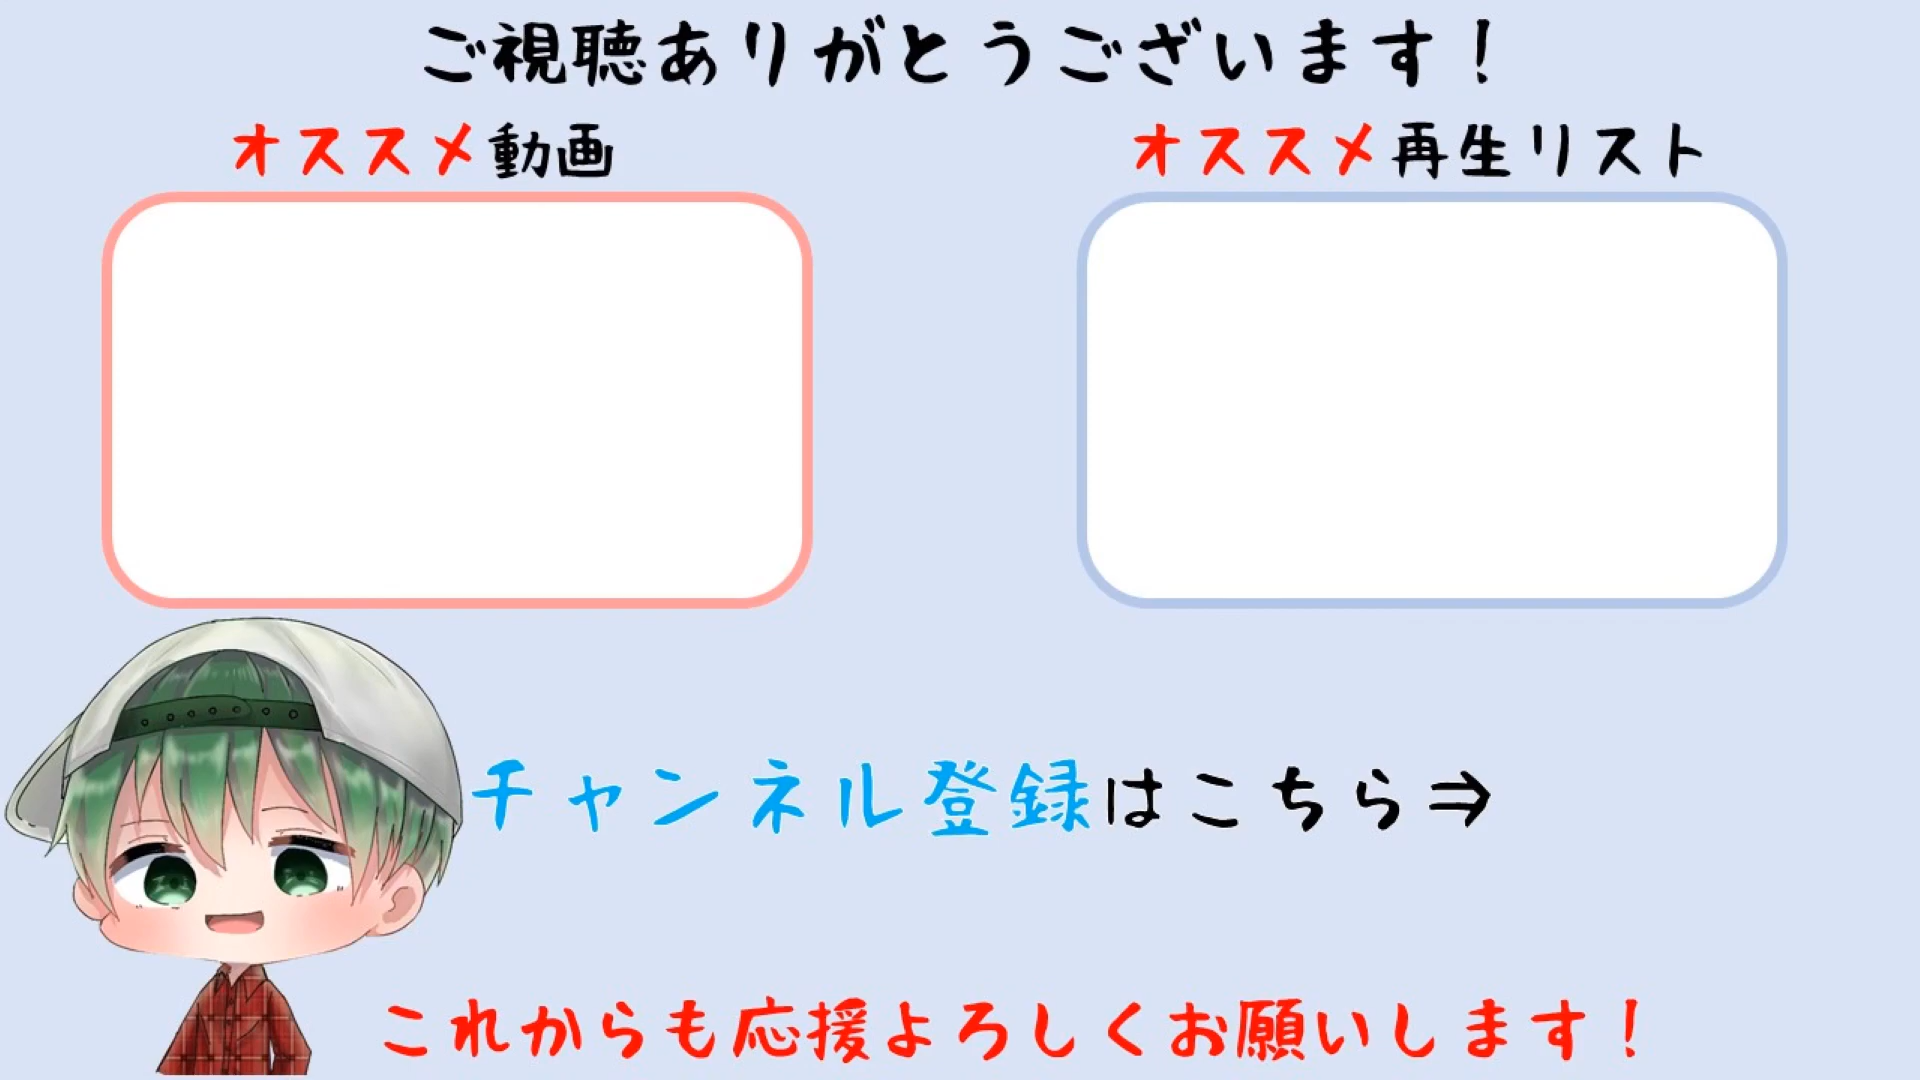 ご視聴ありがとうございます！
オススメ動画
オススメ再生リスト
チャンネル登録はこちら⇒
これからも応援よろしくお願いします！